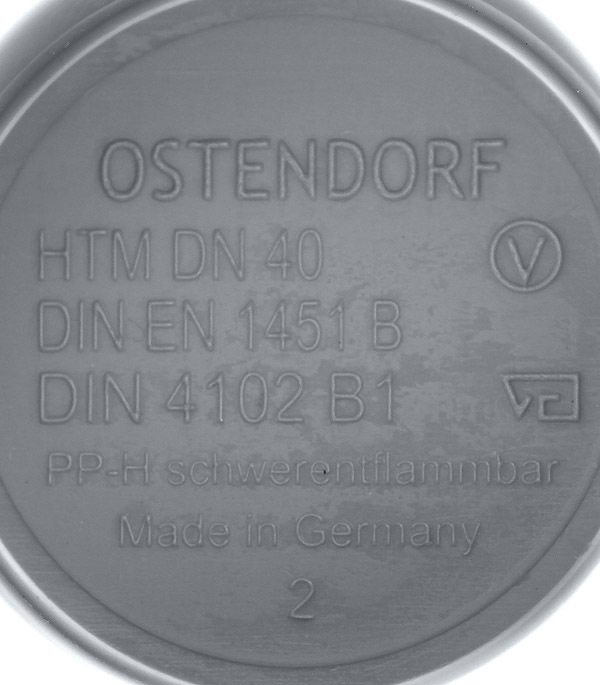 OSTENDORF
HTM DN 40 V
DIN EN 1451 B
DIN 4102 B1
PP-H schwerentflammbar
Made in Germany
2